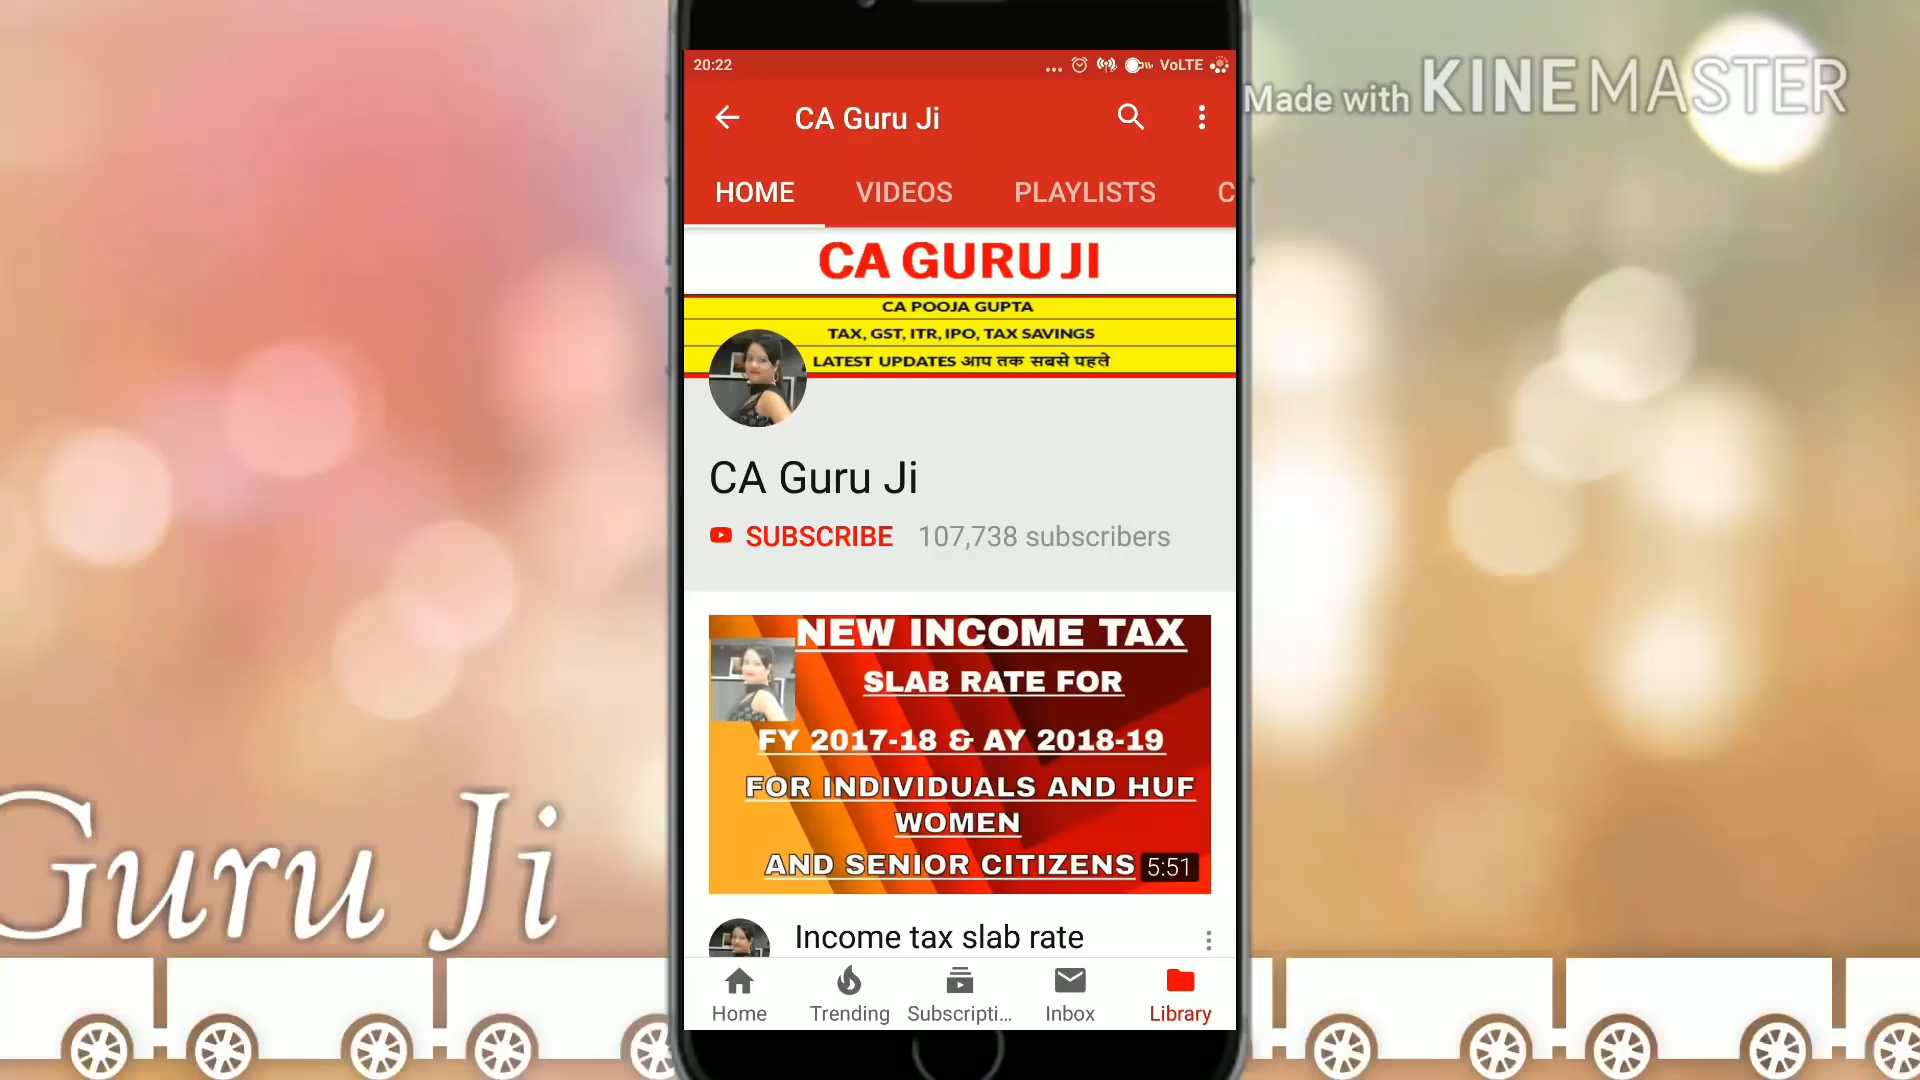 Made with KINEMASTER
20:22
VoLTE
CA Guru Ji
HOME VIDEOS PLAYLISTS C
CA GURU JI
CA POOJA GUPTA
TAX, GST, ITR, IPO, TAX SAVINGS
LATEST UPDATES आप तक सबसे पहले
CA Guru Ji
SUBSCRIBE 107,738 subscribers
NEW INCOME TAX
SLAB RATE FOR
FY 2017-18 & AY 2018-19
FOR INDIVIDUALS AND HUF
WOMEN
AND SENIOR CITIZENS
5:51
Income tax slab rate
Home Trending Subscripti... Inbox Library
Guru Ji